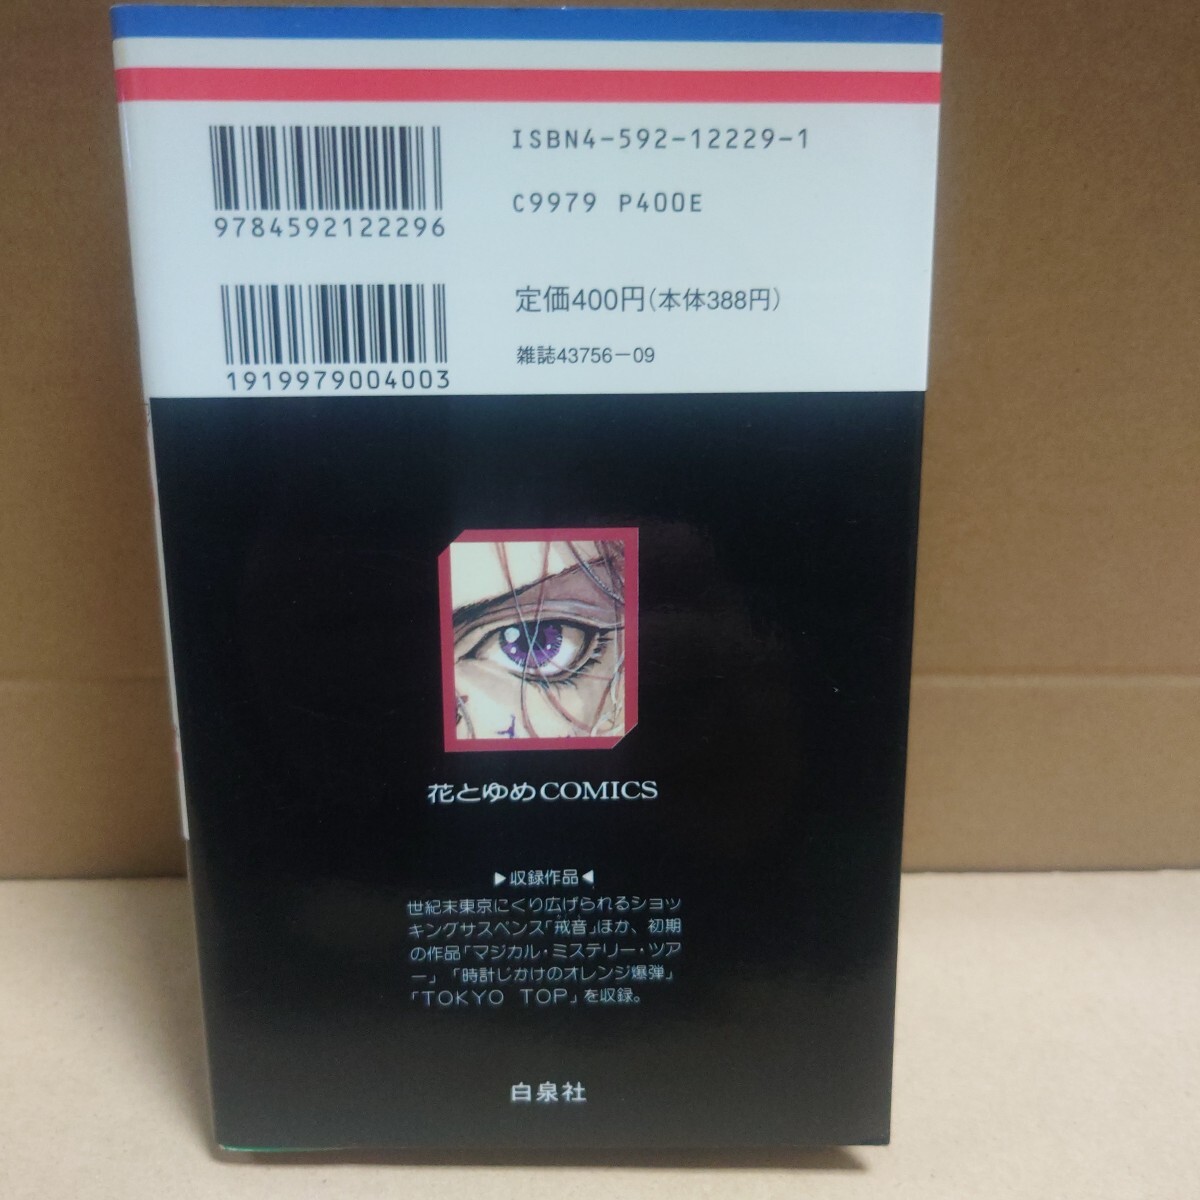 9784592122296
ISBN4-592-12229-1
C9979 P400E
1919979004003
定価400円(本体388円)
雑誌43756-09
花とゆめCOMICS
▶収録作品◀
世紀末東京にくり広げられるショッ
キングサスペンス「戒音」ほか、初期
の作品「マジカル・ミステリー・ツア
ー」「時計じかけのオレンジ爆弾」
「TOKYO TOP」を収録。
白泉社